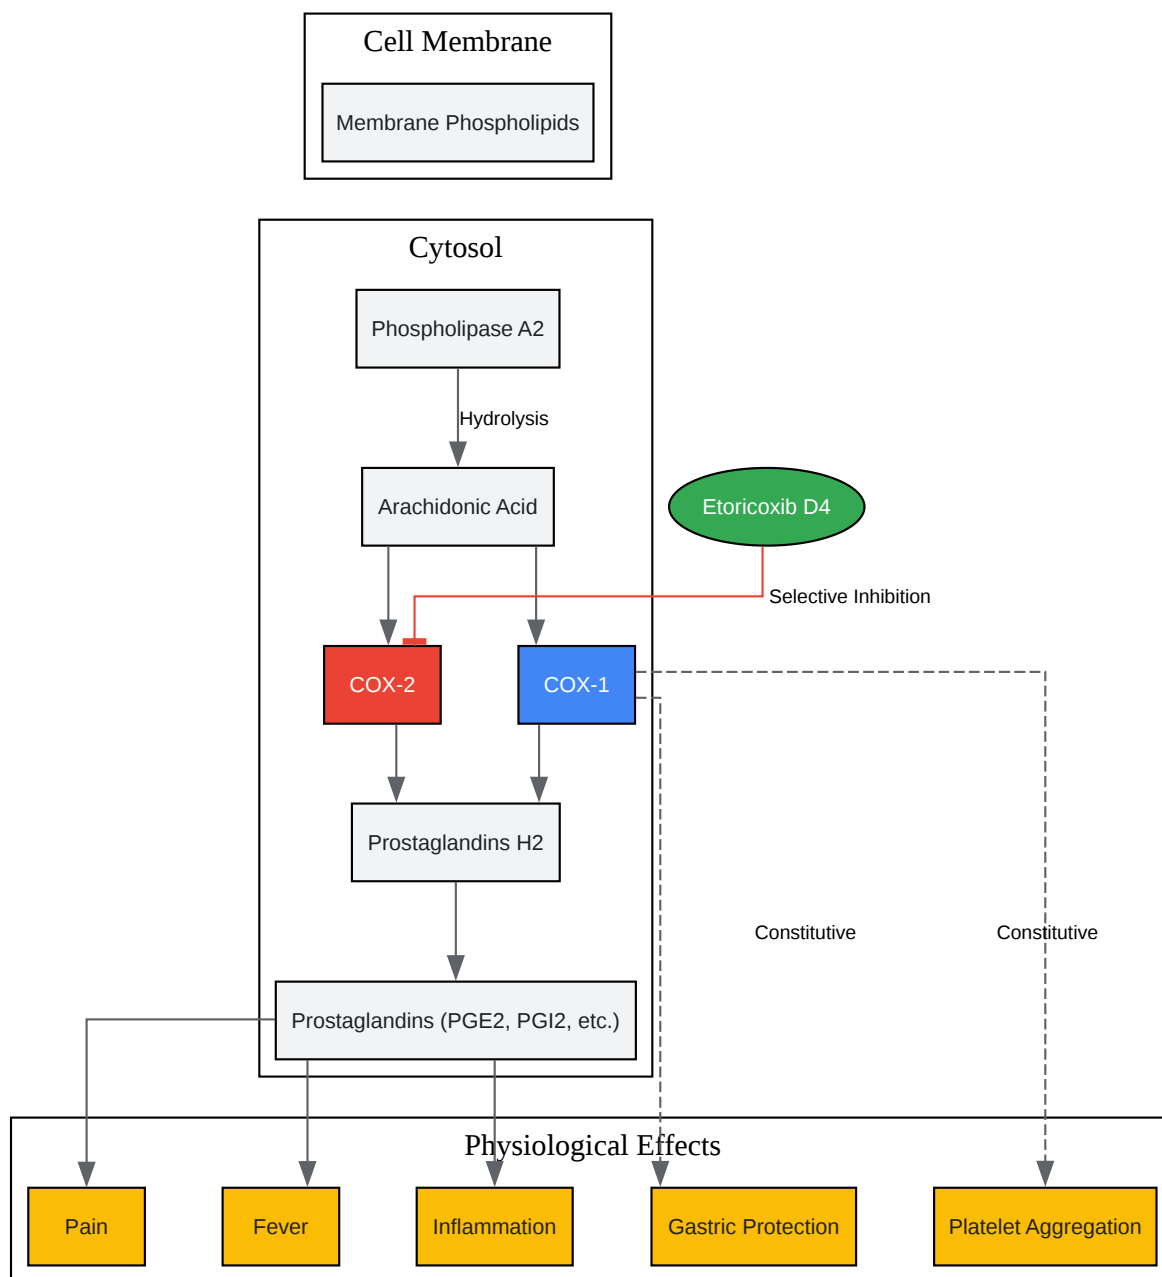 Cell Membrane
Membrane Phospholipids
Cytosol
Phospholipase A2
Hydrolysis
Arachidonic Acid
Etoricoxib D4
Selective Inhibition
COX-2
COX-1
Prostaglandins H2
Constitutive
Constitutive
Prostaglandins (PGE2, PGI2, etc.)
Physiological Effects
Pain
Fever
Inflammation
Gastric Protection
Platelet Aggregation